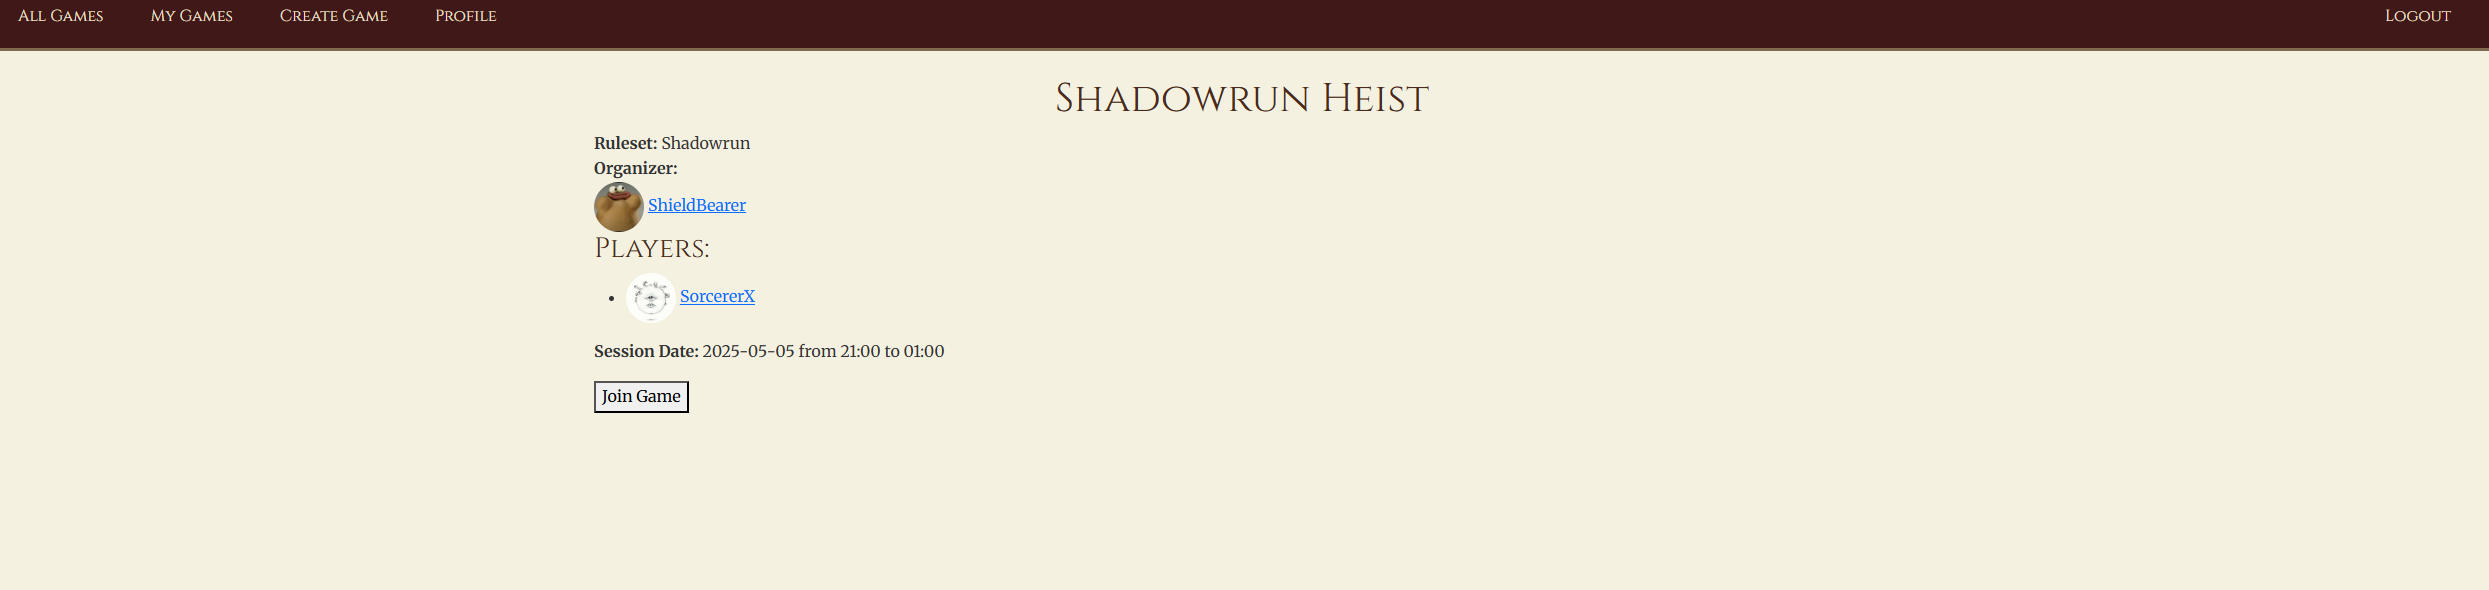 All Games My Games Create Game Profile Logout
Shadowrun Heist
Ruleset: Shadowrun
Organizer:
ShieldBearer
Players:
SorcererX
Session Date: 2025-05-05 from 21:00 to 01:00
Join Game